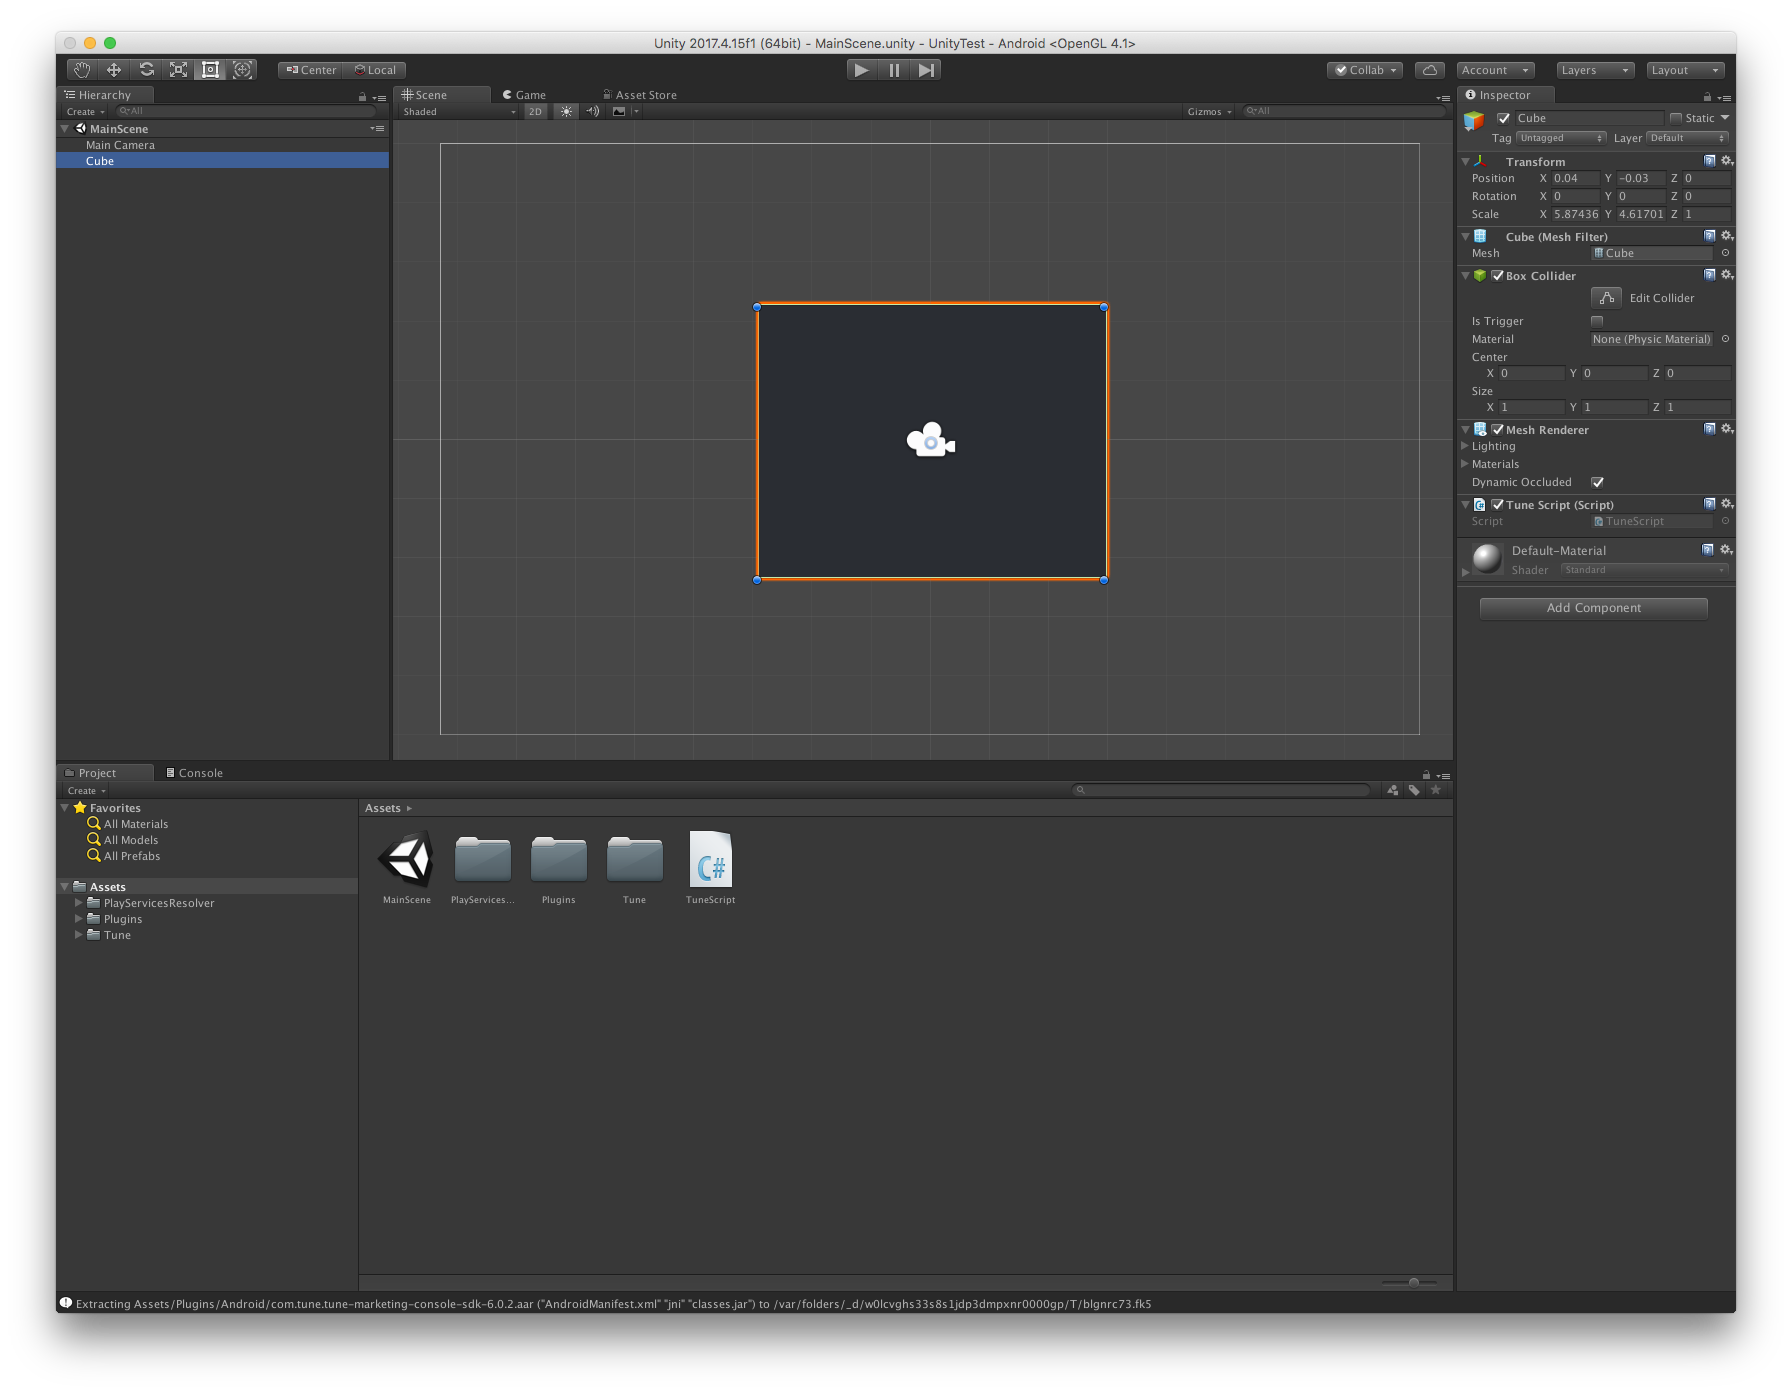 Unity 2017.4.15f1 (64bit) - MainScene.unity - UnityTest - Android <OpenGL 4.1>
Center Local
Collab Account Layers Layout
Hierarchy
Create All
MainScene
Main Camera
Cube
Scene Game Asset Store
Shaded 2D Gizmos All
Inspector
Cube Static
Tag Untagged Layer Default
Transform
Position X 0.04 Y -0.03 Z 0
Rotation X 0 Y 0 Z 0
Scale X 5.87436 Y 4.61701 Z 1
Cube (Mesh Filter)
Mesh Cube
Box Collider
Edit Collider
Is Trigger
Material None (Physic Material)
Center
X 0 Y 0 Z 0
Size
X 1 Y 1 Z 1
Mesh Renderer
Lighting
Materials
Dynamic Occluded
Tune Script (Script)
Script TuneScript
Default-Material
Shader Standard
Add Component
Project Console
Create
Favorites
All Materials
All Models
All Prefabs
Assets
PlayServicesResolver
Plugins
Tune
Assets
MainScene PlayServices... Plugins Tune TuneScript
C#
Extracting Assets/Plugins/Android/com.tune.tune-marketing-console-sdk-6.0.2.aar ("AndroidManifest.xml" "jni" "classes.jar") to /var/folders/_d/w0lcvghs33s8s1jdp3dmpxnr0000gp/T/blgnrc73.fk5